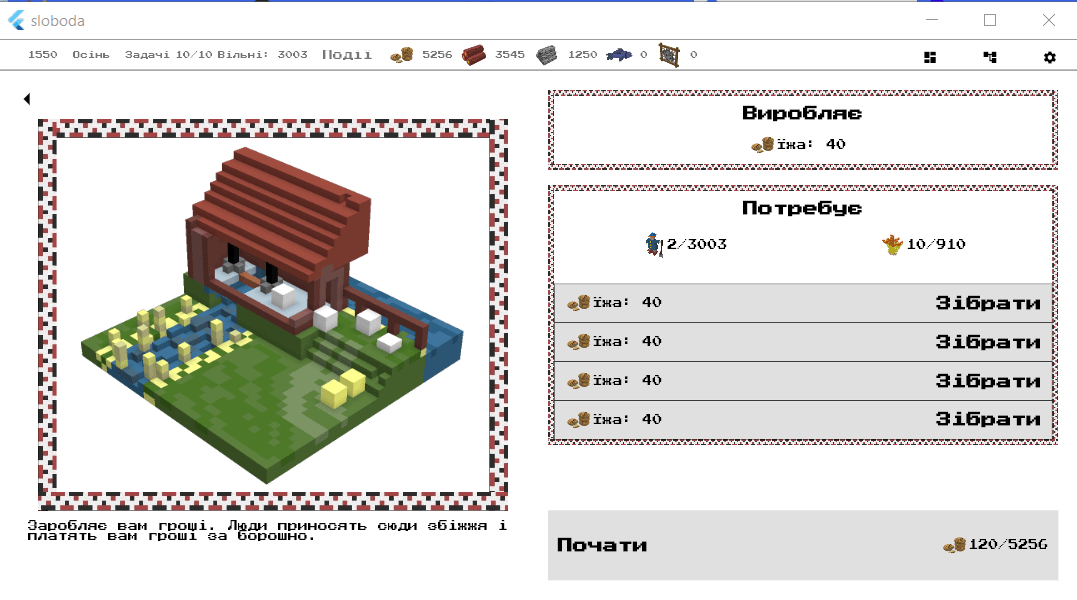 sloboda
1550 Осінь Задачі 10/10 Вільні: 3003 Події 5256 3545 1250 0 0
Виробляє
їжа: 40
Потребує
2/3003 10/910
їжа: 40 Зібрати
їжа: 40 Зібрати
їжа: 40 Зібрати
їжа: 40 Зібрати
Заробляє вам гроші. Люди приносять сюди збіжжя і
платять вам гроші за борошно.
Почати 120/5256